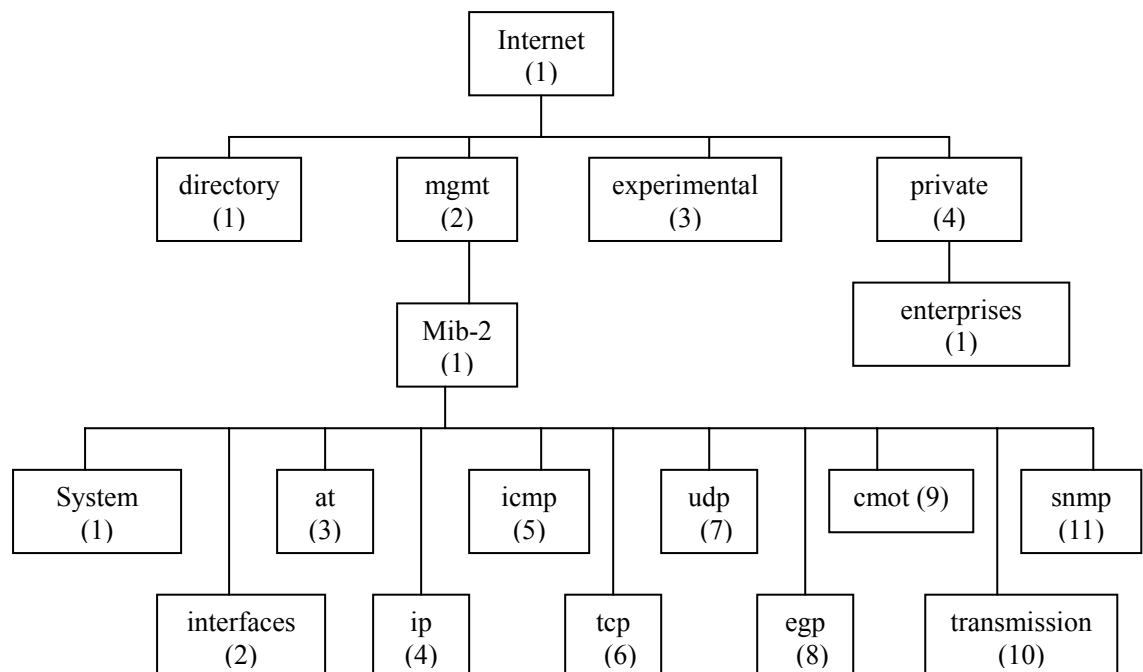 Internet
(1)
directory
(1)
mgmt
(2)
experimental
(3)
private
(4)
Mib-2
(1)
enterprises
(1)
System
(1)
at
(3)
icmp
(5)
udp
(7)
cmot (9)
snmp
(11)
interfaces
(2)
ip
(4)
tcp
(6)
egp
(8)
transmission
(10)